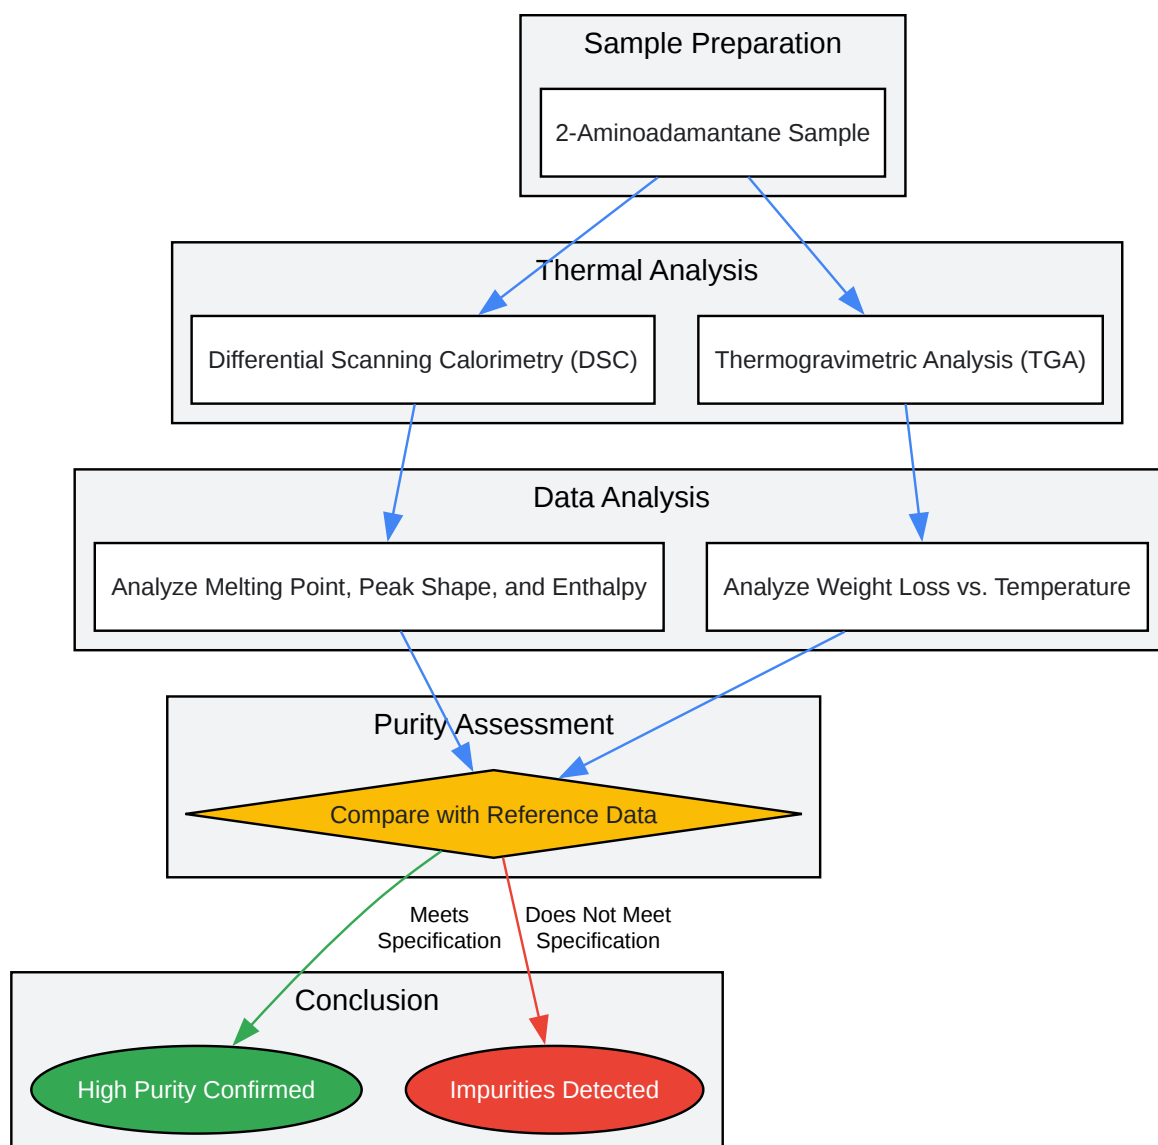 Sample Preparation
2-Aminoadamantane Sample
Thermal Analysis
Differential Scanning Calorimetry (DSC)
Thermogravimetric Analysis (TGA)
Data Analysis
Analyze Melting Point, Peak Shape, and Enthalpy
Analyze Weight Loss vs. Temperature
Purity Assessment
Compare with Reference Data
Meets
Specification
Does Not Meet
Specification
Conclusion
High Purity Confirmed
Impurities Detected